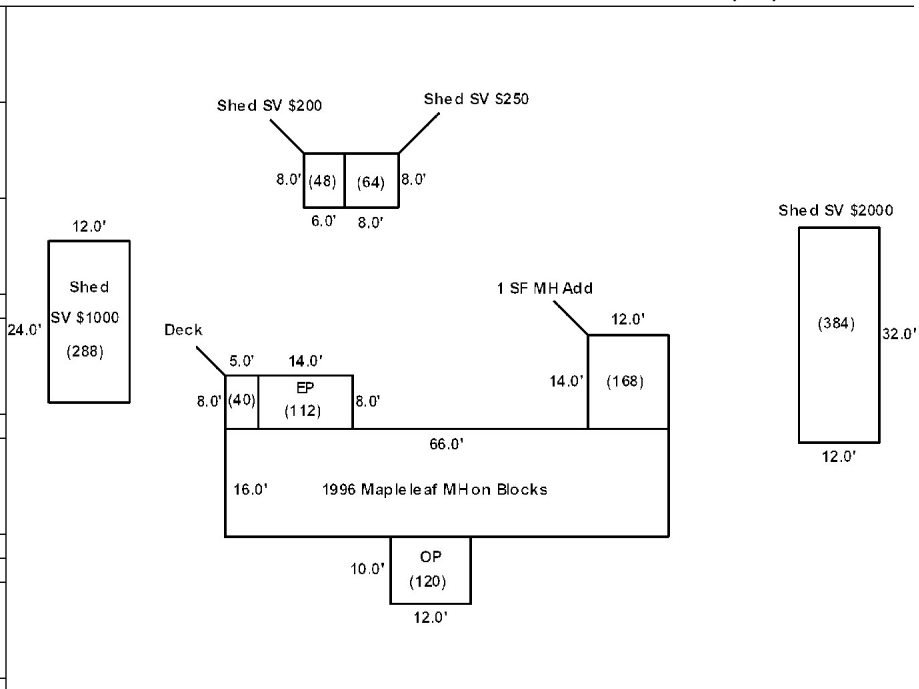 Shed SV $200
Shed SV S250
8.0'
(48)
(64)
8.0'
6.0'
8.0'
12.0'
Shed
SV $1000
(288)
24.0'
Shed SV $2000
(384)
32.0'
12.0'
1 SF MH Add
12.0'
14.0'
(168)
Deck
5.0'
14.0'
8.0'
(40)
EP
(112)
8.0'
66.0'
16.0'
1996 Mapleleaf MH on Blocks
10.0'
OP
(120)
12.0'